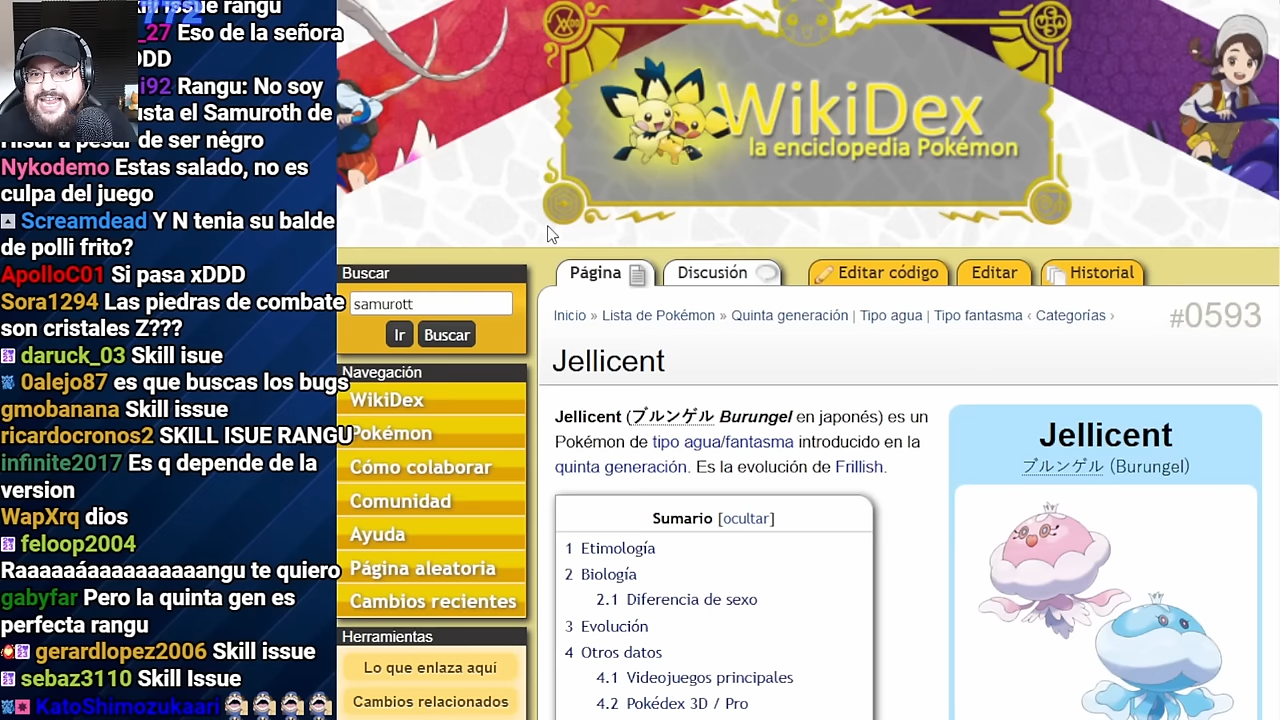 kill issue rangu
772
_27 Eso de la señora
DDD
i92 Rangu: No soy
usta el Samuroth de
Hisui a pesar de ser nėgro
Nykodemo Estas salado, no es
culpa del juego
Screamdead Y N tenia su balde
de polli frito?
ApolloC01 Si pasa xDDD
Sora1294 Las piedras de combate
son cristales Z???
daruck_03 Skill isue
0alejo87 es que buscas los bugs
gmobanana Skill issue
ricardocronos2 SKILL ISUE RANGU
infinite2017 Es q depende de la
version
WapXrq dios
feloop2004
Raaaaaáaaaaaaaaaangu te quiero
gabyfar Pero la quinta gen es
perfecta rangu
gerardlopez2006 Skill issue
sebaz3110 Skill Issue
KatoShimozukaari
WikiDex
la enciclopedia Pokémon
Buscar
samurott
Ir Buscar
Navegación
WikiDex
Pokémon
Cómo colaborar
Comunidad
Ayuda
Página aleatoria
Cambios recientes
Herramientas
Lo que enlaza aquí
Cambios relacionados
Página Discusión Editar código Editar Historial
Inicio » Lista de Pokémon » Quinta generación | Tipo agua | Tipo fantasma ‹ Categorías ›
#0593
Jellicent
Jellicent (ブルンゲル Burungel en japonés) es un
Pokémon de tipo agua/fantasma introducido en la
quinta generación. Es la evolución de Frillish.
Sumario [ocultar]
1 Etimología
2 Biología
2.1 Diferencia de sexo
3 Evolución
4 Otros datos
4.1 Videojuegos principales
4.2 Pokédex 3D / Pro
Jellicent
ブルンゲル (Burungel)